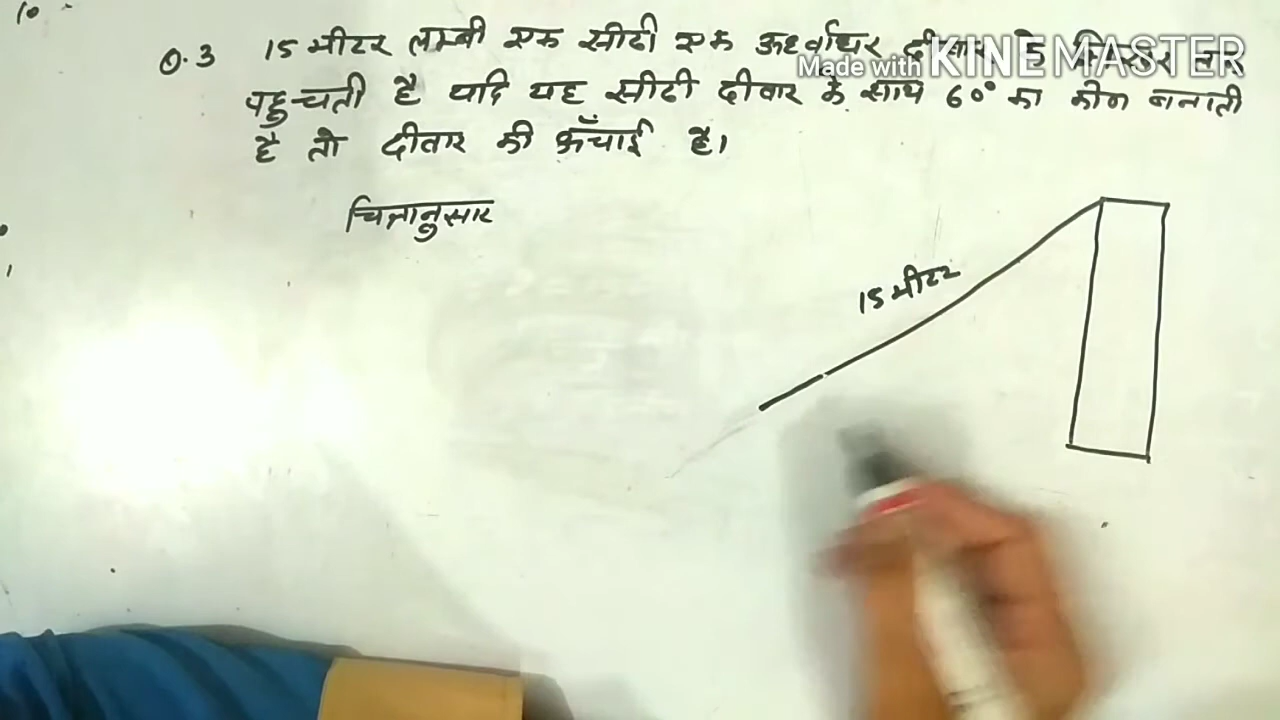 10
Q.3 15 मीटर लम्बी एक सीढी एक ऊर्ध्वाधर
Made with KINEMASTER
पहुचती है यदि यह सीढी दीवार के साथ 60° का कोण बनाती
है तो दीवार की ऊँचाई है।
चित्रानुसार
15 मीटर